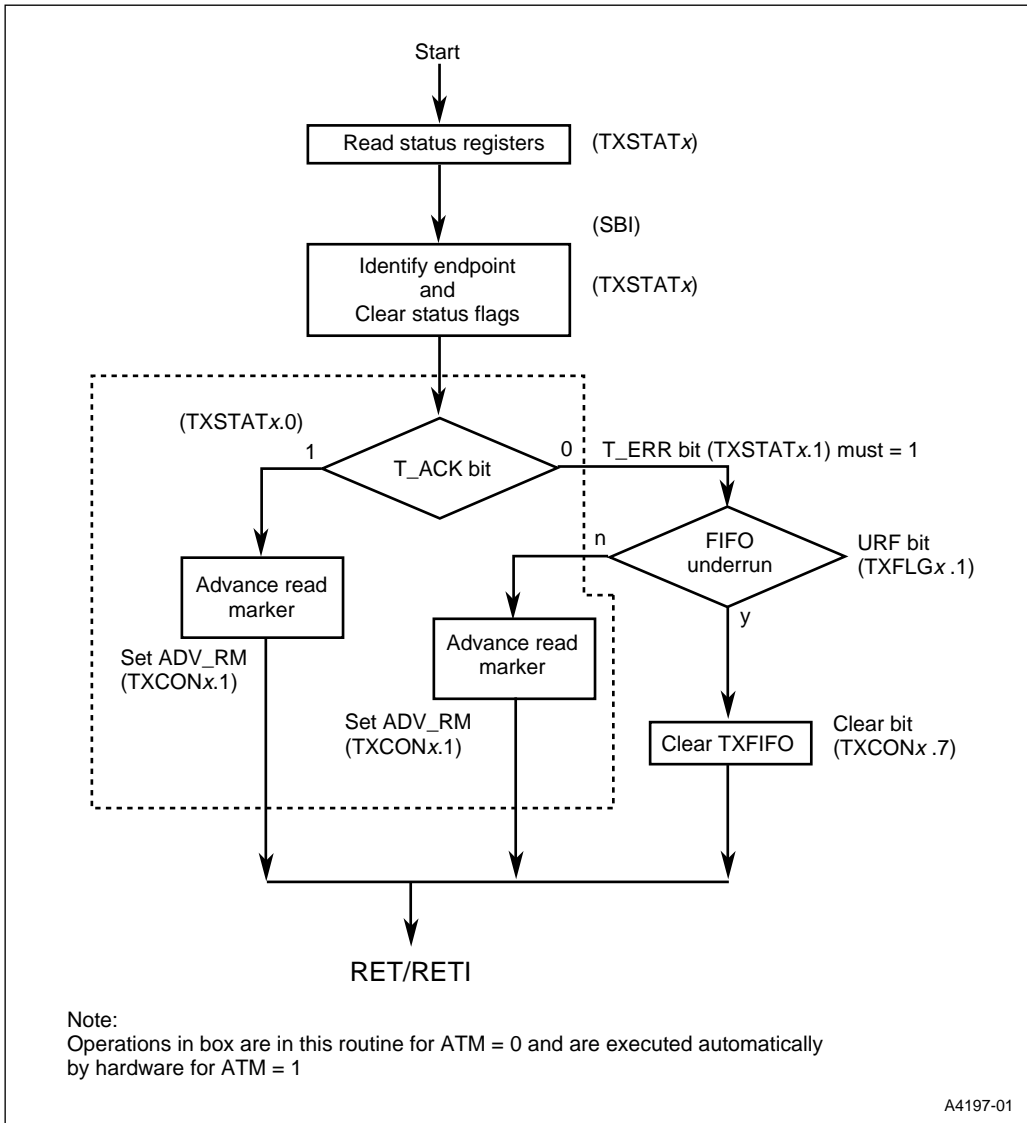 Start
Read status registers
(TXSTATx)
(SBI)
Identify endpoint
and
Clear status flags
(TXSTATx)
(TXSTATx.0)
1
T_ACK bit
0
T_ERR bit (TXSTATx.1) must = 1
n
FIFO
underrun
URF bit
(TXFLGx .1)
y
Advance read
marker
Set ADV_RM
(TXCONx.1)
Advance read
marker
Set ADV_RM
(TXCONx.1)
Clear TXFIFO
Clear bit
(TXCONx .7)
RET/RETI
Note:
Operations in box are in this routine for ATM = 0 and are executed automatically
by hardware for ATM = 1
A4197-01